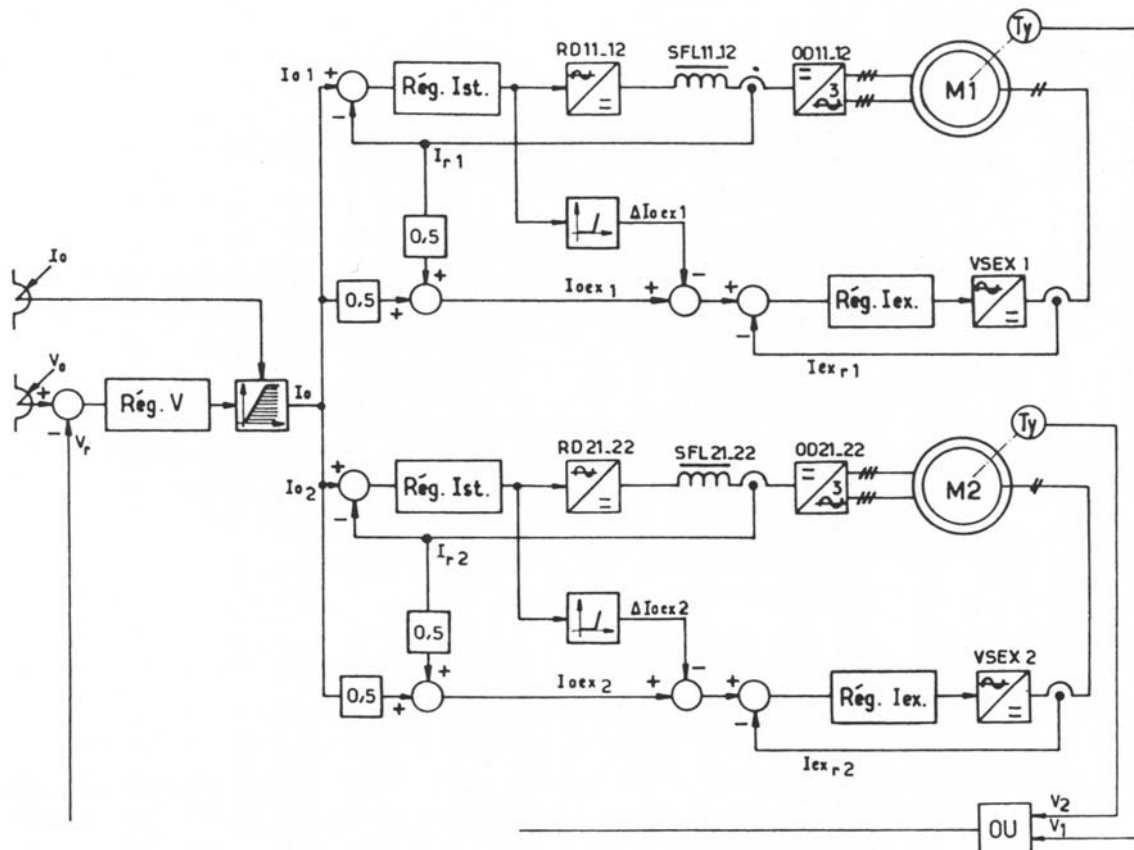 RD11_12
SFL11_12
OD11_12
Ty
Io1
+
Rég. Ist.
3
M1
-
Ir1
0,5
ΔIoex1
Io
+
-
VSEX 1
0,5
+
Ioex1
+
+
Rég. Iex.
-
Iexr1
Vo
+
Rég. V
Io
-
Vr
RD21_22
SFL21_22
OD21_22
Ty
+
Io2
Rég. Ist.
3
M2
-
Ir2
0,5
ΔIoex2
+
-
VSEX 2
0,5
+
Ioex2
+
+
Rég. Iex.
-
Iexr2
OU
V2
V1